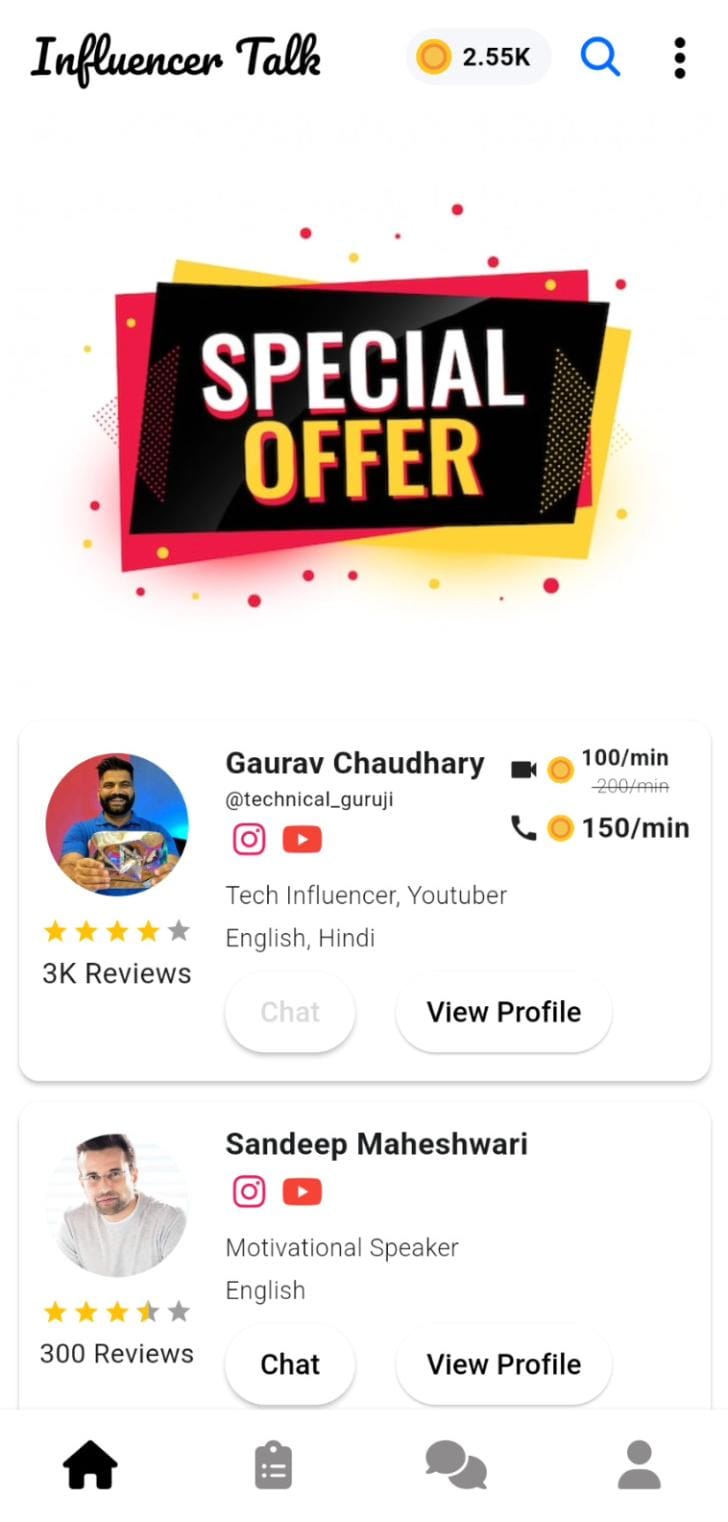 Influencer Talk
2.55K
SPECIAL
OFFER
Gaurav Chaudhary
100/min
@technical_guruji
200/min
150/min
Tech Influencer, Youtuber
English, Hindi
3K Reviews
Chat
View Profile
Sandeep Maheshwari
Motivational Speaker
English
300 Reviews
Chat
View Profile